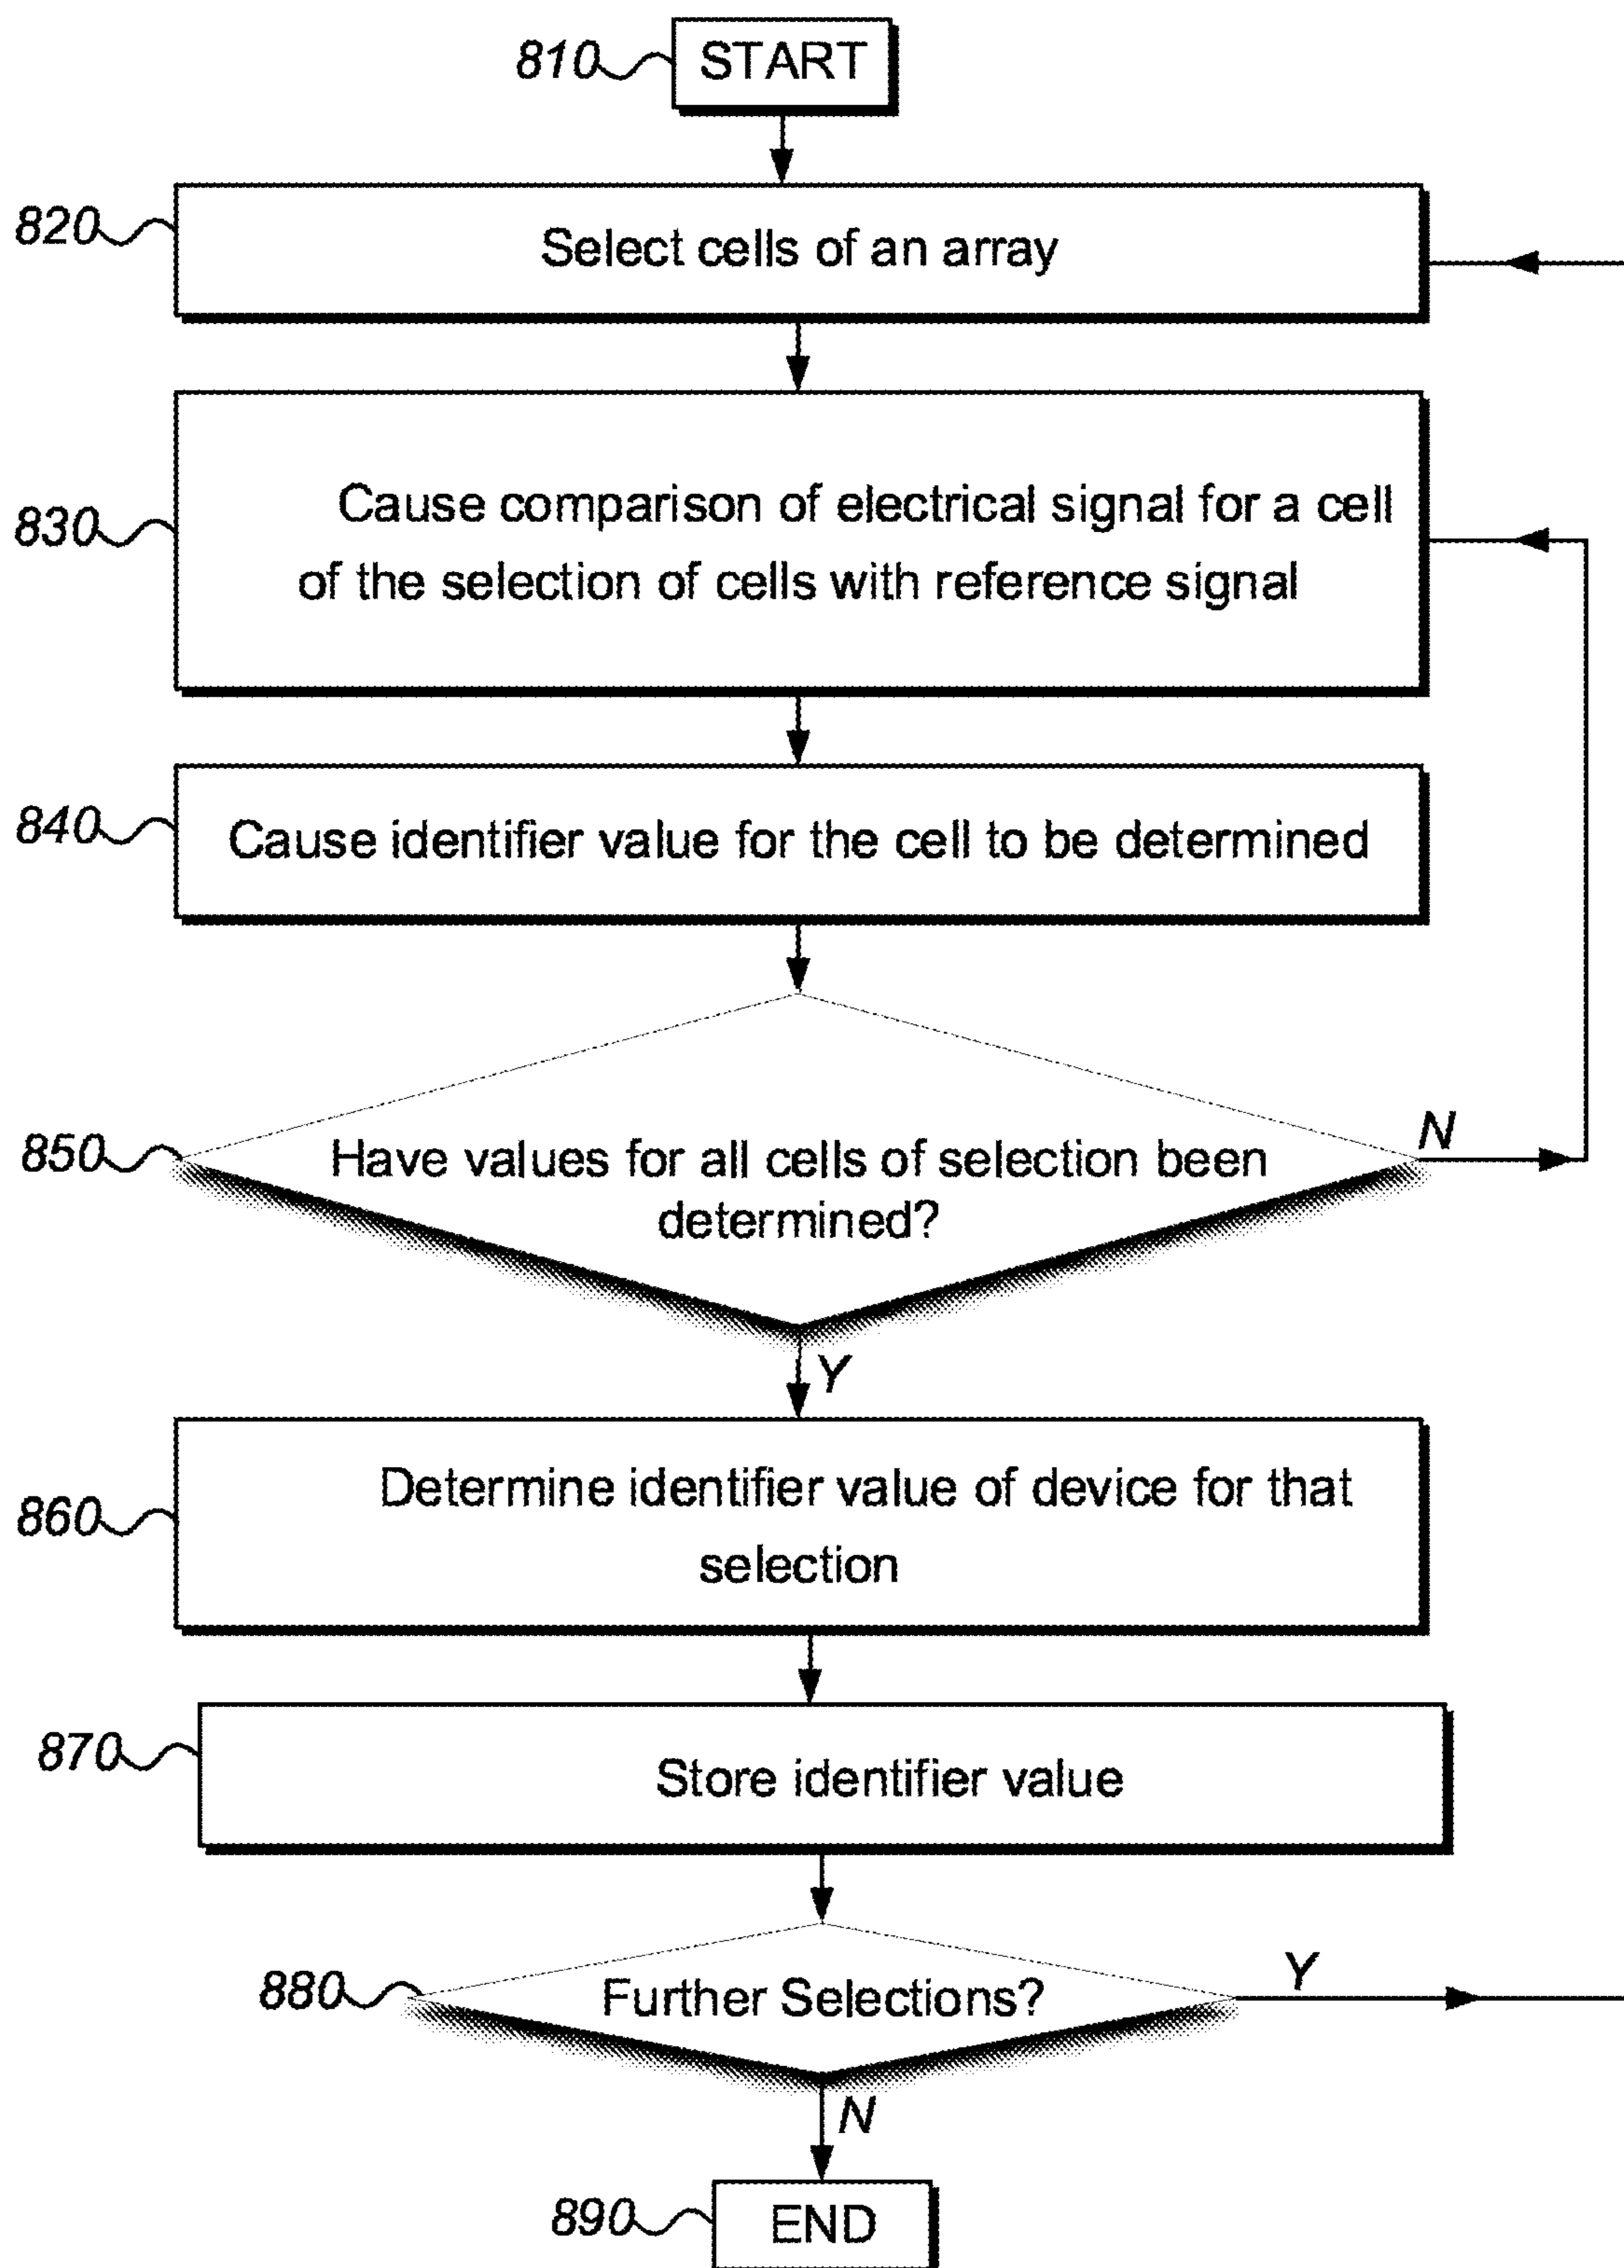 810 START
820 Select cells of an array
830 Cause comparison of electrical signal for a cell
of the selection of cells with reference signal
840 Cause identifier value for the cell to be determined
850 Have values for all cells of selection been
determined?
N
Y
860 Determine identifier value of device for that
selection
870 Store identifier value
880 Further Selections?
Y
N
890 END